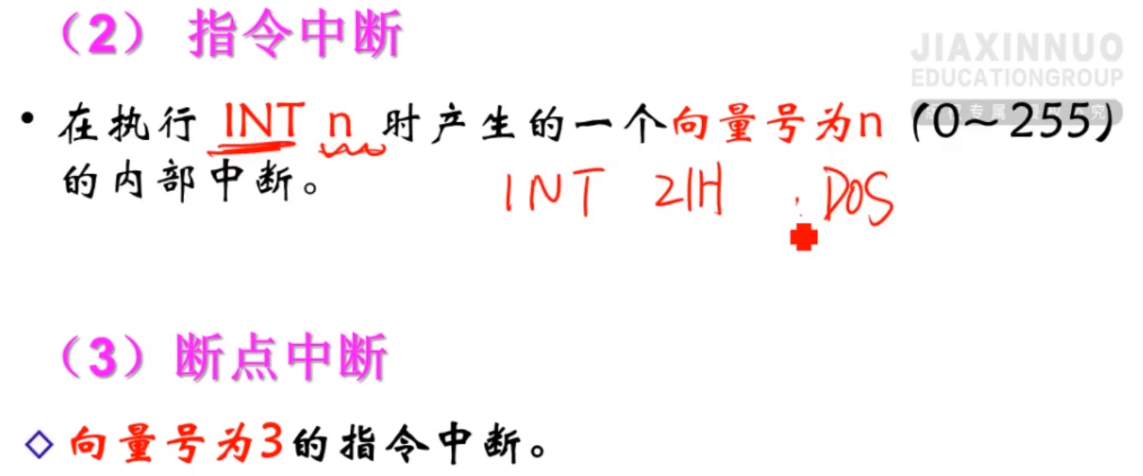 （2） 指令中断
JIAXINNUO
EDUCATIONGROUP
• 在执行 INT n 时产生的一个向量号为n（0～255）
的内部中断。
INT 21H DOS
（3）断点中断
◇ 向量号为3的指令中断。